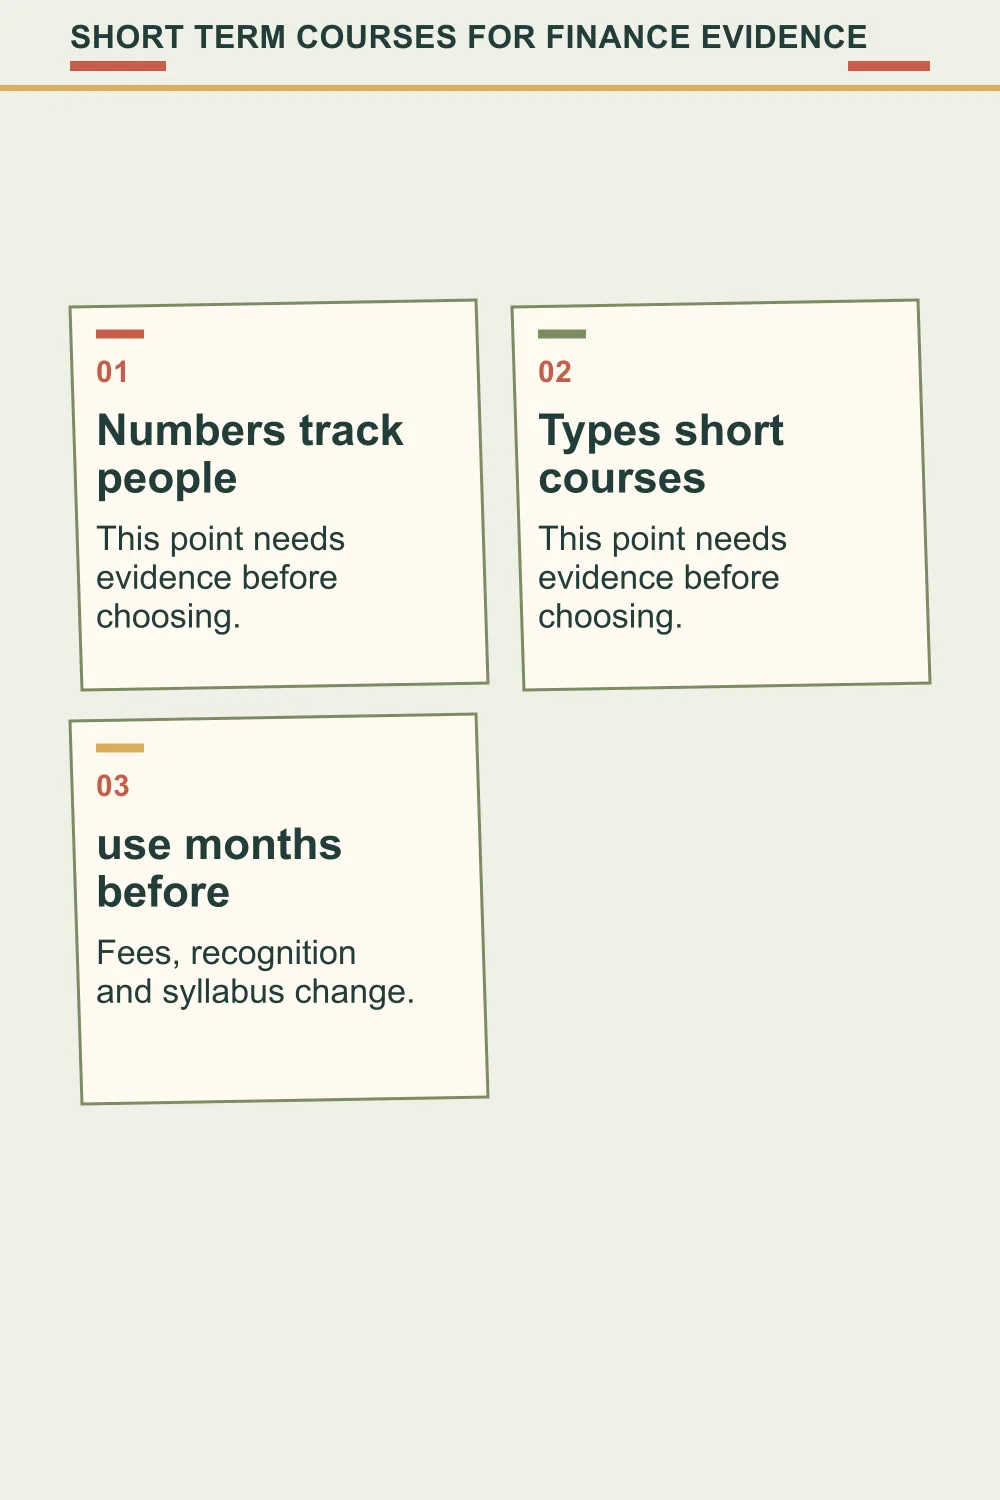 SHORT TERM COURSES FOR FINANCE EVIDENCE
01
Numbers track
people
This point needs
evidence before
choosing.
02
Types short
courses
This point needs
evidence before
choosing.
03
use months
before
Fees, recognition
and syllabus change.